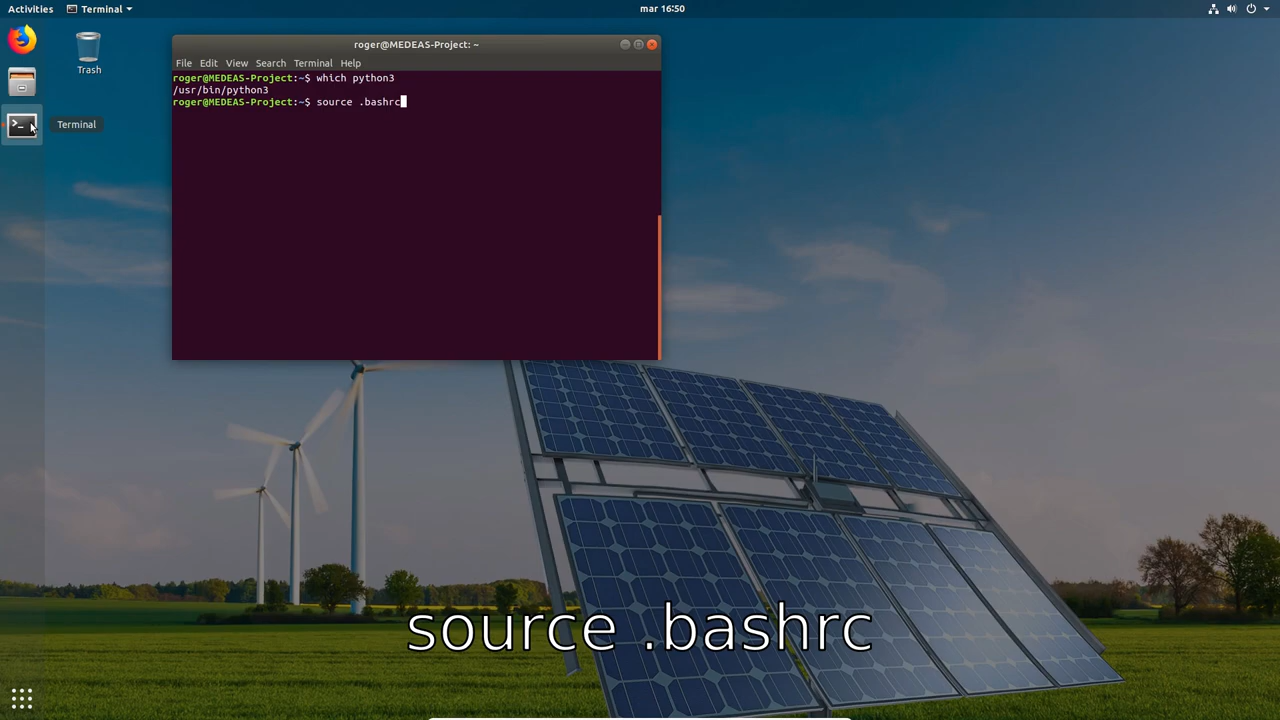 Activities
Terminal
mar 16:50
Trash
Terminal
roger@MEDEAS-Project: ~
File Edit View Search Terminal Help
roger@MEDEAS-Project:~$ which python3
/usr/bin/python3
roger@MEDEAS-Project:~$ source .bashrc
source .bashrc